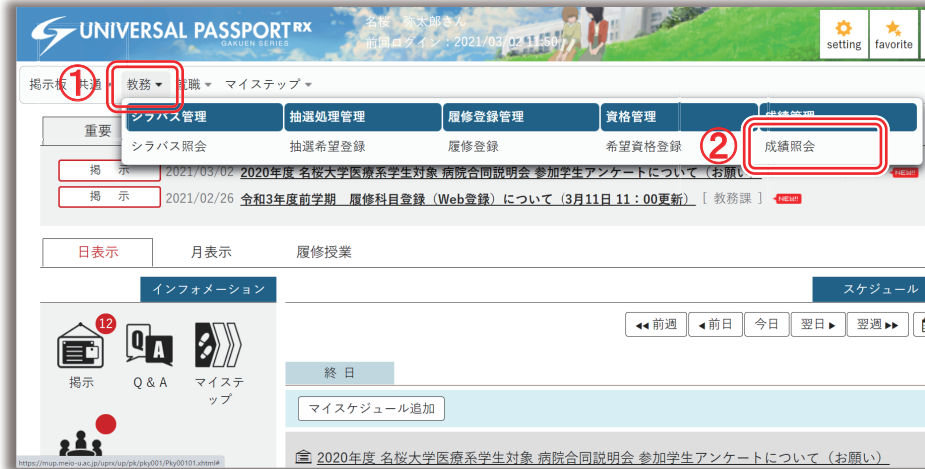 UNIVERSAL PASSPORT RX
GAKUEN SERIES
名桜 弥太郎さん
前回ログイン：2021/03/02 11:50
setting
favorite
掲示板 共通 教務 就職 マイステップ
①
シラバス管理 抽選処理管理 履修登録管理 資格管理 成績管理
シラバス照会 抽選希望登録 履修登録 希望資格登録 成績照会
②
重要
掲 示 2021/03/02 2020年度 名桜大学医療系学生対象 病院合同説明会 参加学生アンケートについて（お願い） NEW!!
掲 示 2021/02/26 令和3年度前学期 履修科目登録（Web登録）について（3月11日 11：00更新） [ 教務課 ] NEW!!
日表示 月表示 履修授業
インフォメーション
スケジュール
12
前週 前日 今日 翌日 翌週
掲示 Q & A マイステップ
終 日
マイスケジュール追加
2020年度 名桜大学医療系学生対象 病院合同説明会 参加学生アンケートについて（お願い）
https://mup.meio-u.ac.jp/uprx/up/pk/pky001/Pky00101.xhtml#